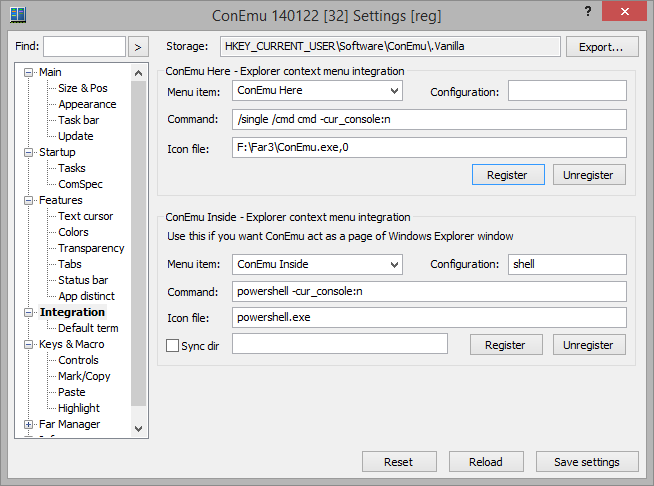 ConEmu 140122 [32] Settings [reg]
?
Find:
>
Storage:
HKEY_CURRENT_USER\Software\ConEmu\.Vanilla
Export...
Main
Size & Pos
Appearance
Task bar
Update
Startup
Tasks
ComSpec
Features
Text cursor
Colors
Transparency
Tabs
Status bar
App distinct
Integration
Default term
Keys & Macro
Controls
Mark/Copy
Paste
Highlight
Far Manager
ConEmu Here - Explorer context menu integration
Menu item:
ConEmu Here
Configuration:
Command:
/single /cmd cmd -cur_console:n
Icon file:
F:\Far3\ConEmu.exe,0
Register
Unregister
ConEmu Inside - Explorer context menu integration
Use this if you want ConEmu act as a page of Windows Explorer window
Menu item:
ConEmu Inside
Configuration:
shell
Command:
powershell -cur_console:n
Icon file:
powershell.exe
Sync dir
Register
Unregister
Reset
Reload
Save settings